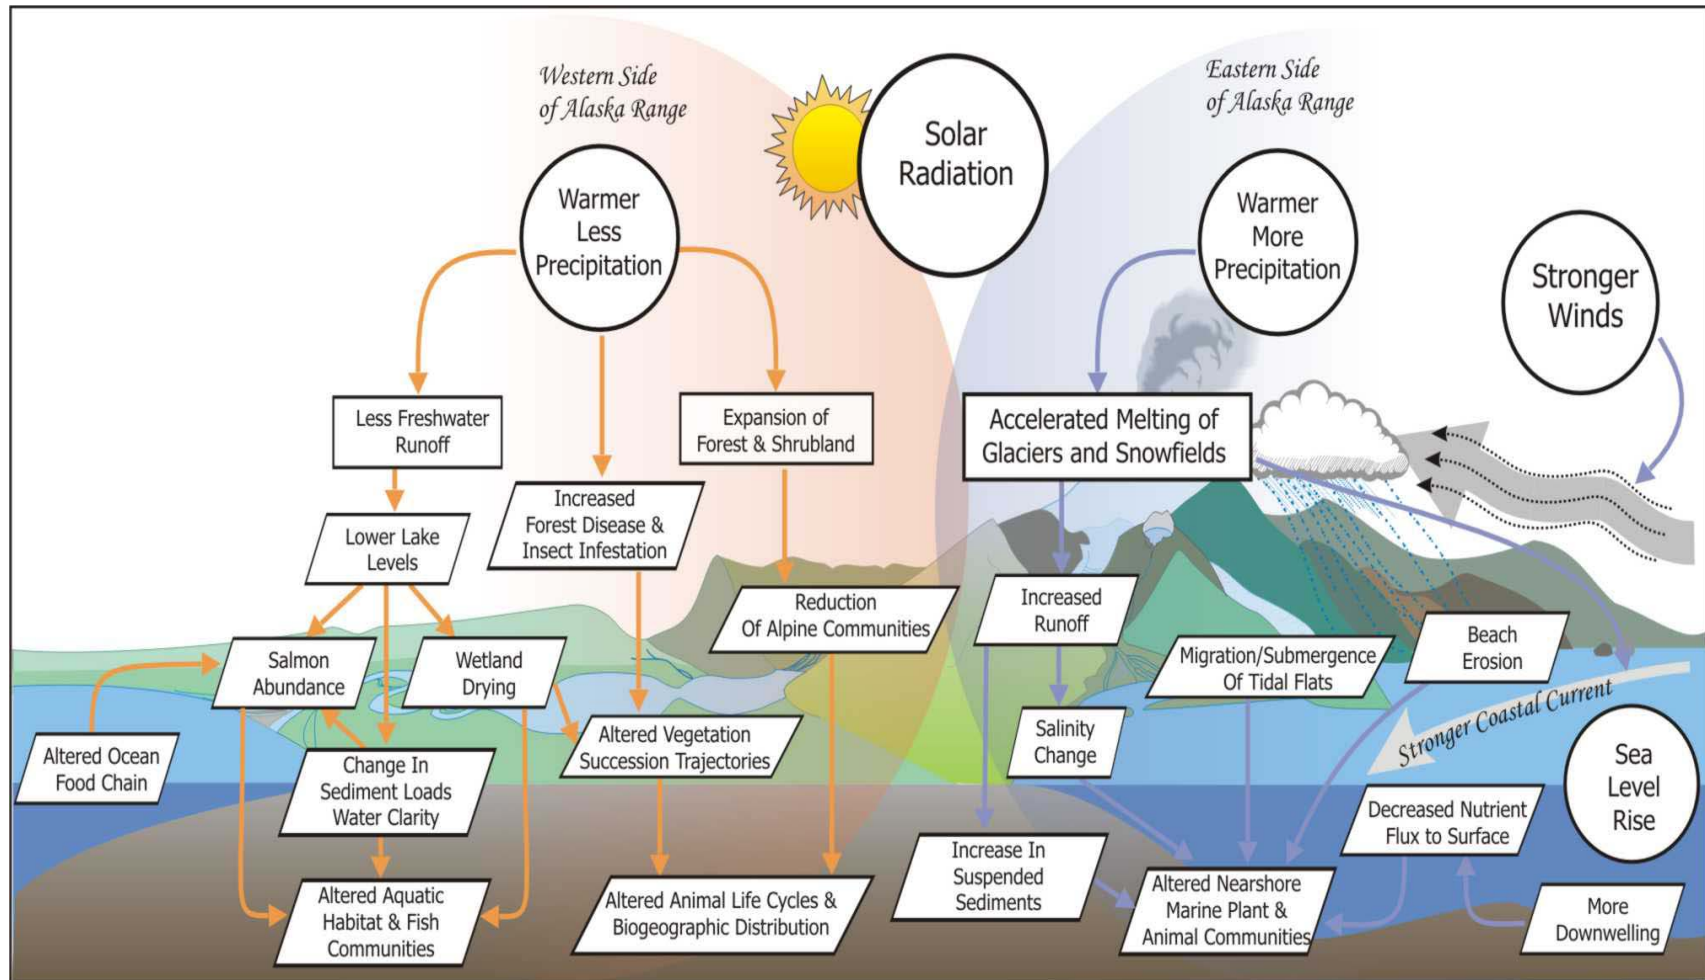 Western Side
of Alaska Range
Eastern Side
of Alaska Range
Solar
Radiation
Warmer
Less
Precipitation
Warmer
More
Precipitation
Stronger
Winds
Less Freshwater
Runoff
Expansion of
Forest & Shrubland
Accelerated Melting of
Glaciers and Snowfields
Increased
Forest Disease &
Insect Infestation
Lower Lake
Levels
Reduction
Of Alpine Communities
Increased
Runoff
Beach
Erosion
Salmon
Abundance
Wetland
Drying
Migration/Submergence
Of Tidal Flats
Stronger Coastal Current
Altered Ocean
Food Chain
Change In
Sediment Loads
Water Clarity
Altered Vegetation
Succession Trajectories
Salinity
Change
Sea
Level
Rise
Decreased Nutrient
Flux to Surface
Altered Aquatic
Habitat & Fish
Communities
Altered Animal Life Cycles &
Biogeographic Distribution
Increase In
Suspended
Sediments
Altered Nearshore
Marine Plant &
Animal Communities
More
Downwelling